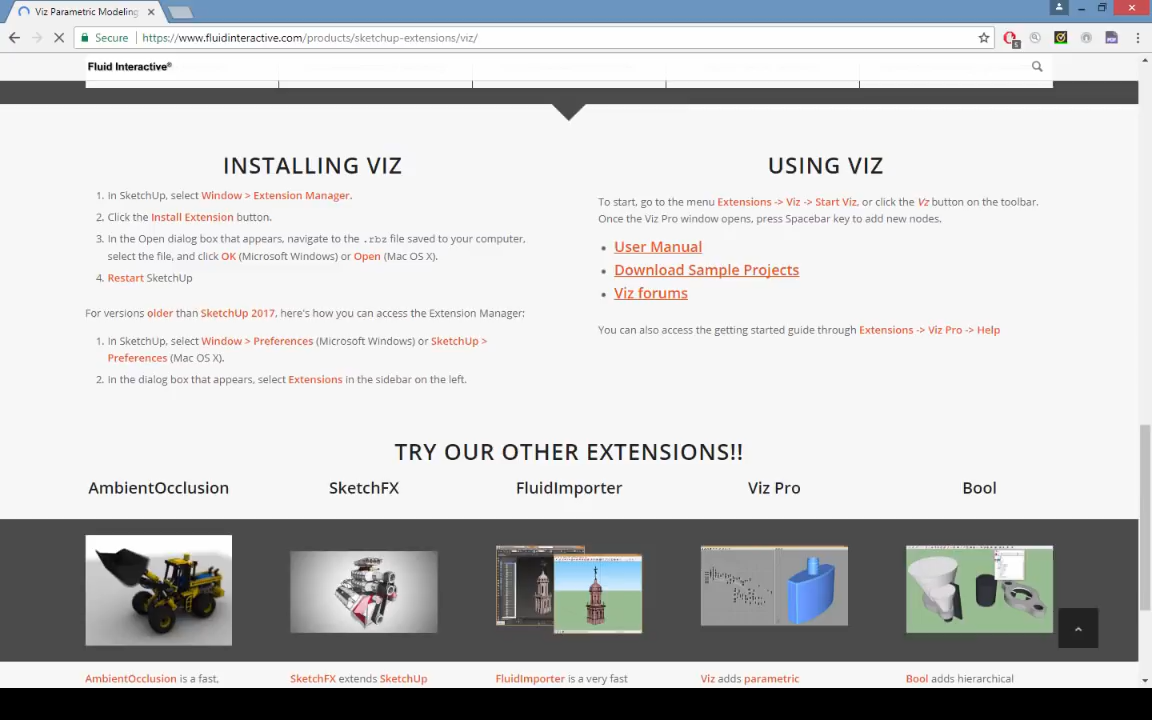 Viz Parametric Modeling
Secure https://www.fluidinteractive.com/products/sketchup-extensions/viz/
Fluid Interactive®
INSTALLING VIZ
1. In SketchUp, select Window > Extension Manager.
2. Click the Install Extension button.
3. In the Open dialog box that appears, navigate to the .rbz file saved to your computer,
select the file, and click OK (Microsoft Windows) or Open (Mac OS X).
4. Restart SketchUp
For versions older than SketchUp 2017, here's how you can access the Extension Manager:
1. In SketchUp, select Window > Preferences (Microsoft Windows) or SketchUp >
Preferences (Mac OS X).
2. In the dialog box that appears, select Extensions in the sidebar on the left.
USING VIZ
To start, go to the menu Extensions -> Viz -> Start Viz, or click the Vz button on the toolbar.
Once the Viz Pro window opens, press Spacebar key to add new nodes.
• User Manual
• Download Sample Projects
• Viz forums
You can also access the getting started guide through Extensions -> Viz Pro -> Help
TRY OUR OTHER EXTENSIONS!!
AmbientOcclusion SketchFX FluidImporter Viz Pro Bool
AmbientOcclusion is a fast, SketchFX extends SketchUp FluidImporter is a very fast Viz adds parametric Bool adds hierarchical